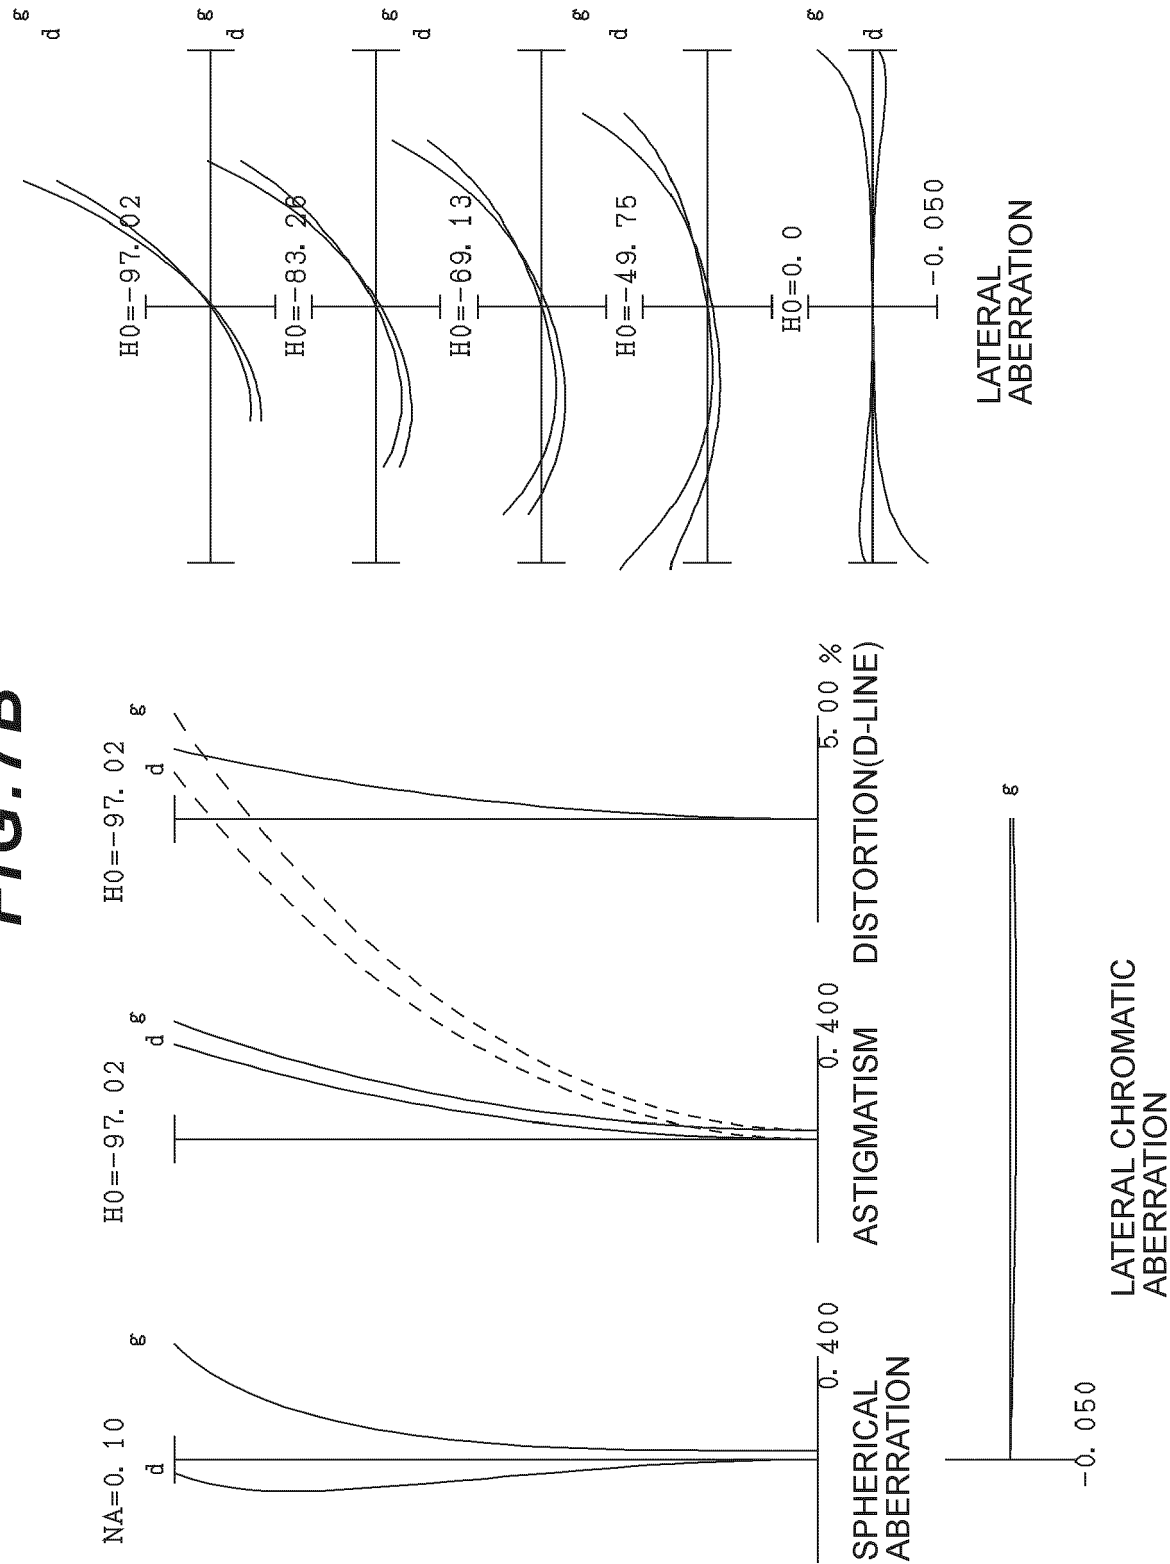 FIG.7B
NA=0.10
d
g
0.400
SPHERICAL
ABERRATION
H0=-97.02
d
g
0.400
ASTIGMATISM
H0=-97.02
d
g
5.00 %
DISTORTION(D-LINE)
-0.050
g
LATERAL CHROMATIC
ABERRATION
H0=-97.02
d
g
H0=-83.26
d
g
H0=-69.13
d
g
H0=-49.75
d
g
H0=0.0
d
g
-0.050
LATERAL
ABERRATION